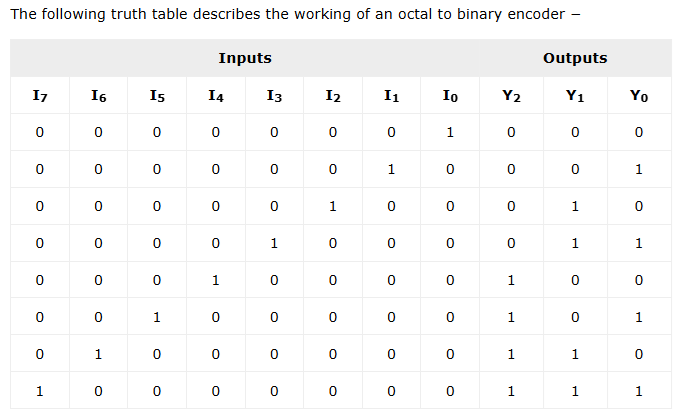 The following truth table describes the working of an octal to binary encoder −
Inputs Outputs
I7 I6 I5 I4 I3 I2 I1 I0 Y2 Y1 Y0
0 0 0 0 0 0 0 1 0 0 0
0 0 0 0 0 0 1 0 0 0 1
0 0 0 0 0 1 0 0 0 1 0
0 0 0 0 1 0 0 0 0 1 1
0 0 0 1 0 0 0 0 1 0 0
0 0 1 0 0 0 0 0 1 0 1
0 1 0 0 0 0 0 0 1 1 0
1 0 0 0 0 0 0 0 1 1 1